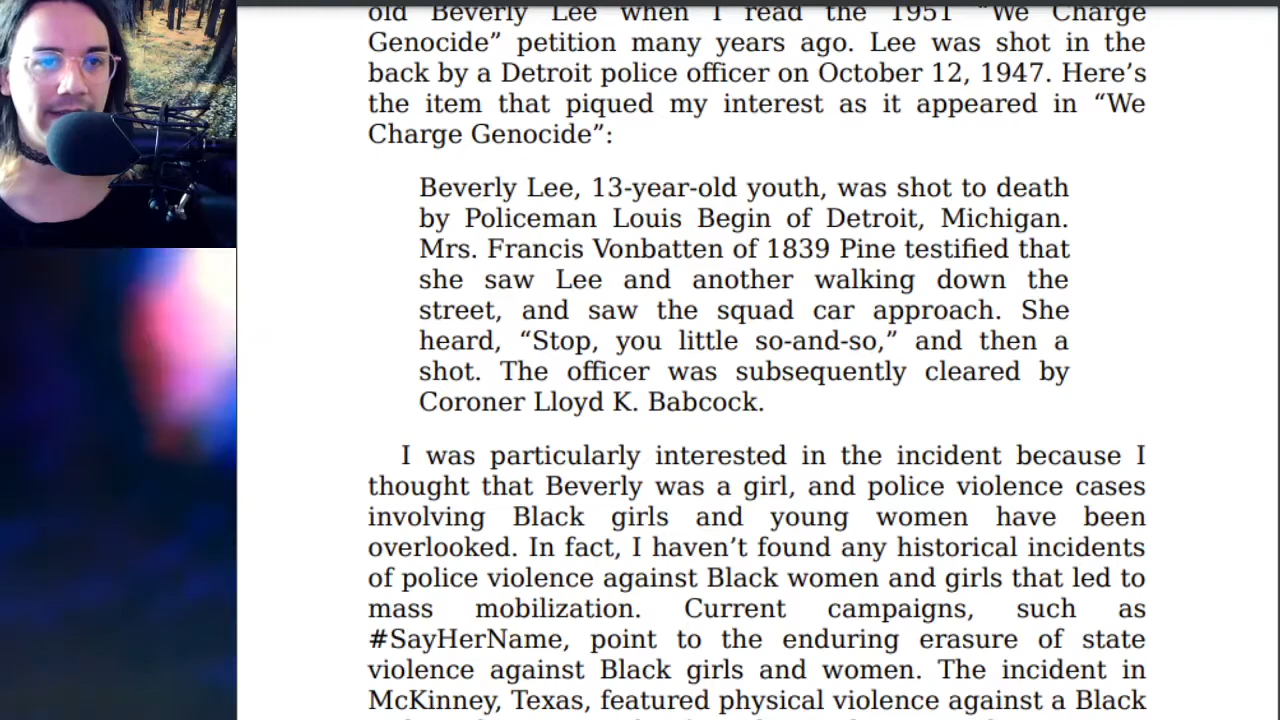 old Beverly Lee when I read the 1951 “We Charge
Genocide” petition many years ago. Lee was shot in the
back by a Detroit police officer on October 12, 1947. Here’s
the item that piqued my interest as it appeared in “We
Charge Genocide”:
Beverly Lee, 13-year-old youth, was shot to death
by Policeman Louis Begin of Detroit, Michigan.
Mrs. Francis Vonbatten of 1839 Pine testified that
she saw Lee and another walking down the
street, and saw the squad car approach. She
heard, “Stop, you little so-and-so,” and then a
shot. The officer was subsequently cleared by
Coroner Lloyd K. Babcock.
I was particularly interested in the incident because I
thought that Beverly was a girl, and police violence cases
involving Black girls and young women have been
overlooked. In fact, I haven’t found any historical incidents
of police violence against Black women and girls that led to
mass mobilization. Current campaigns, such as
#SayHerName, point to the enduring erasure of state
violence against Black girls and women. The incident in
McKinney, Texas, featured physical violence against a Black